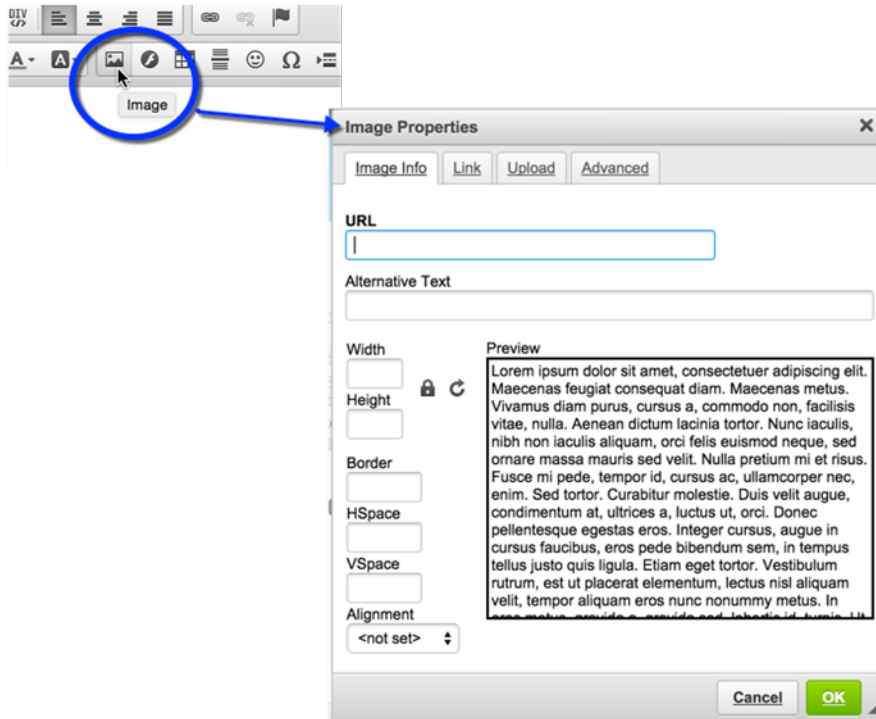 DIV
A
A
Ω
Image
Image Properties
Image Info Link Upload Advanced
URL
Alternative Text
Width
Height
Border
HSpace
VSpace
Alignment
<not set>
Preview
Lorem ipsum dolor sit amet, consectetuer adipiscing elit.
Maecenas feugiat consequat diam. Maecenas metus.
Vivamus diam purus, cursus a, commodo non, facilisis
vitae, nulla. Aenean dictum lacinia tortor. Nunc iaculis,
nibh non iaculis aliquam, orci felis euismod neque, sed
ornare massa mauris sed velit. Nulla pretium mi et risus.
Fusce mi pede, tempor id, cursus ac, ullamcorper nec,
enim. Sed tortor. Curabitur molestie. Duis velit augue,
condimentum at, ultrices a, luctus ut, orci. Donec
pellentesque egestas eros. Integer cursus, augue in
cursus faucibus, eros pede bibendum sem, in tempus
tellus justo quis ligula. Etiam eget tortor. Vestibulum
rutrum, est ut placerat elementum, lectus nisl aliquam
velit, tempor aliquam eros nunc nonummy metus. In
Cancel OK